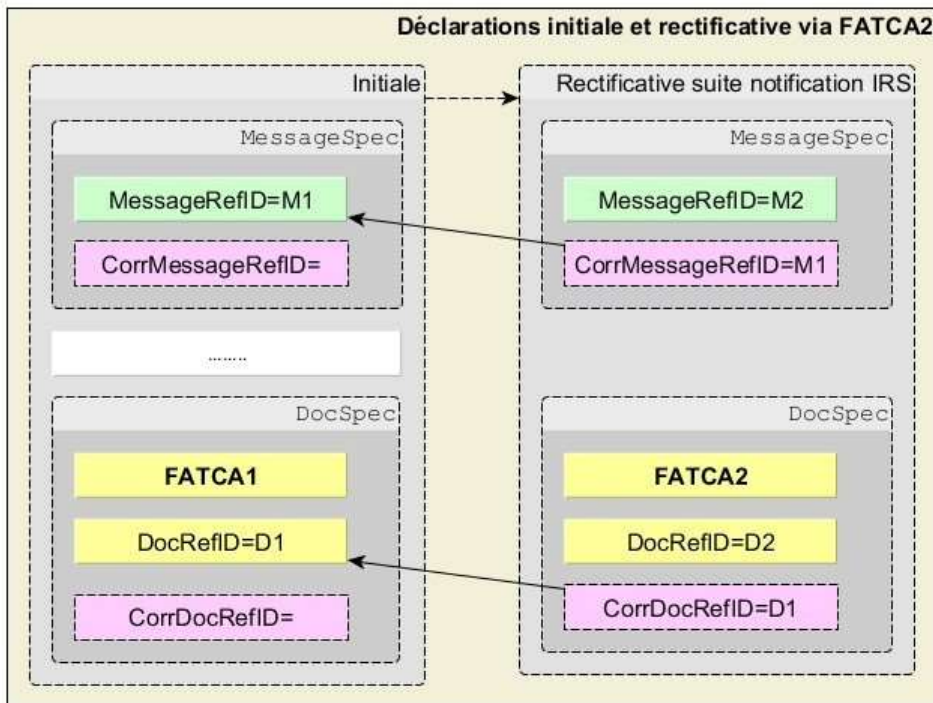 Déclarations initiale et rectificative via FATCA2
Initiale
MessageSpec
MessageRefID=M1
CorrMessageRefID=
........
DocSpec
FATCA1
DocRefID=D1
CorrDocRefID=
Rectificative suite notification IRS
MessageSpec
MessageRefID=M2
CorrMessageRefID=M1
DocSpec
FATCA2
DocRefID=D2
CorrDocRefID=D1